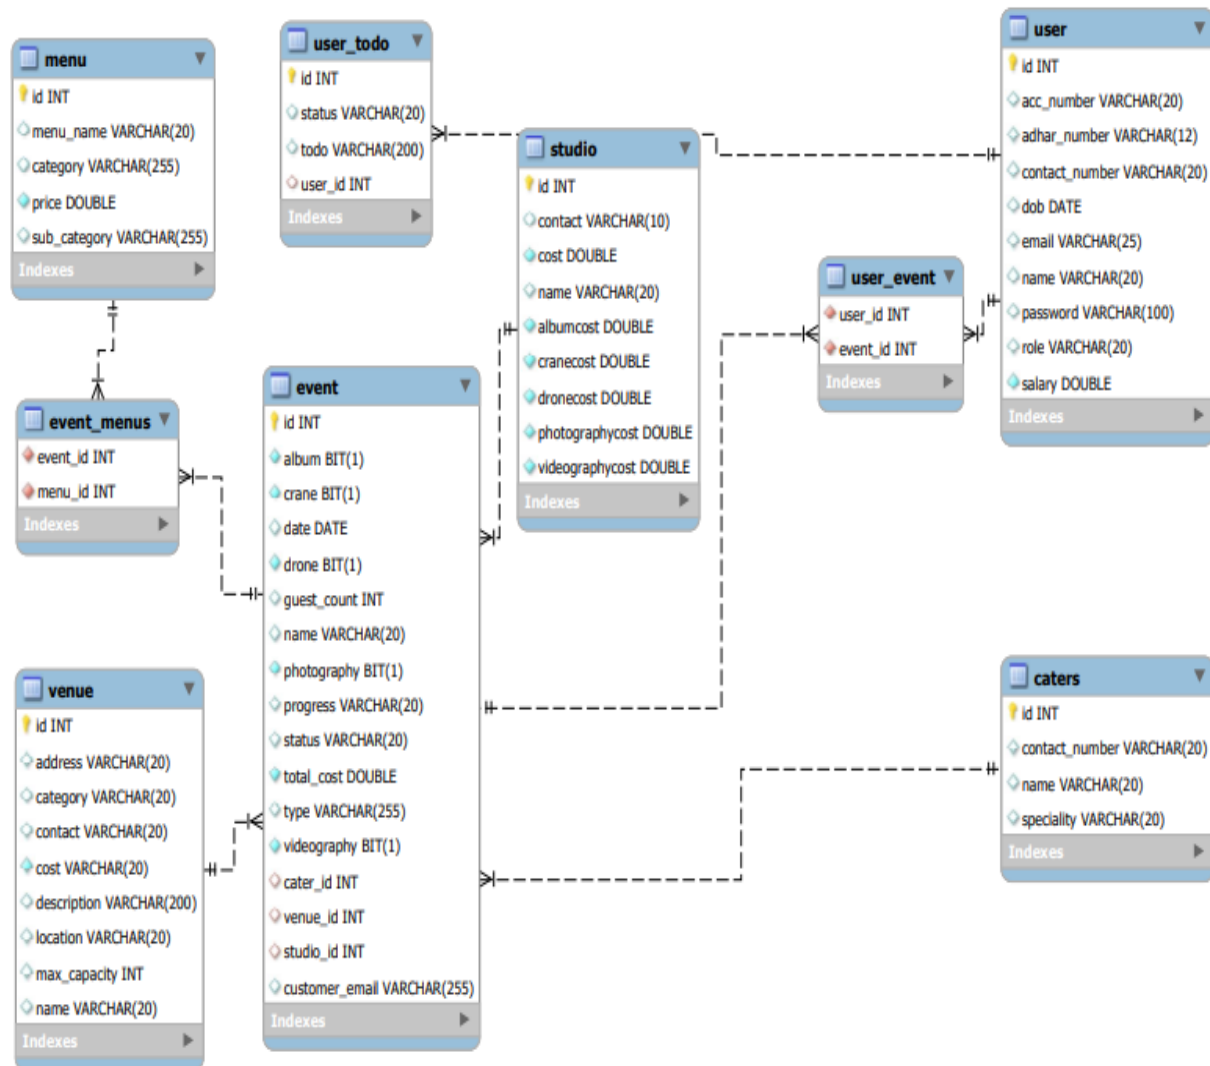 menu
id INT
menu_name VARCHAR(20)
category VARCHAR(255)
price DOUBLE
sub_category VARCHAR(255)
Indexes
user_todo
id INT
status VARCHAR(20)
todo VARCHAR(200)
user_id INT
Indexes
studio
id INT
contact VARCHAR(10)
cost DOUBLE
name VARCHAR(20)
albumcost DOUBLE
cranecost DOUBLE
dronecost DOUBLE
photographycost DOUBLE
videographycost DOUBLE
Indexes
user
id INT
acc_number VARCHAR(20)
adhar_number VARCHAR(12)
contact_number VARCHAR(20)
dob DATE
email VARCHAR(25)
name VARCHAR(20)
password VARCHAR(100)
role VARCHAR(20)
salary DOUBLE
Indexes
user_event
user_id INT
event_id INT
Indexes
event_menus
event_id INT
menu_id INT
Indexes
event
id INT
album BIT(1)
crane BIT(1)
date DATE
drone BIT(1)
guest_count INT
name VARCHAR(20)
photography BIT(1)
progress VARCHAR(20)
status VARCHAR(20)
total_cost DOUBLE
type VARCHAR(255)
videography BIT(1)
cater_id INT
venue_id INT
studio_id INT
customer_email VARCHAR(255)
Indexes
venue
id INT
address VARCHAR(20)
category VARCHAR(20)
contact VARCHAR(20)
cost VARCHAR(20)
description VARCHAR(200)
location VARCHAR(20)
max_capacity INT
name VARCHAR(20)
Indexes
caters
id INT
contact_number VARCHAR(20)
name VARCHAR(20)
speciality VARCHAR(20)
Indexes